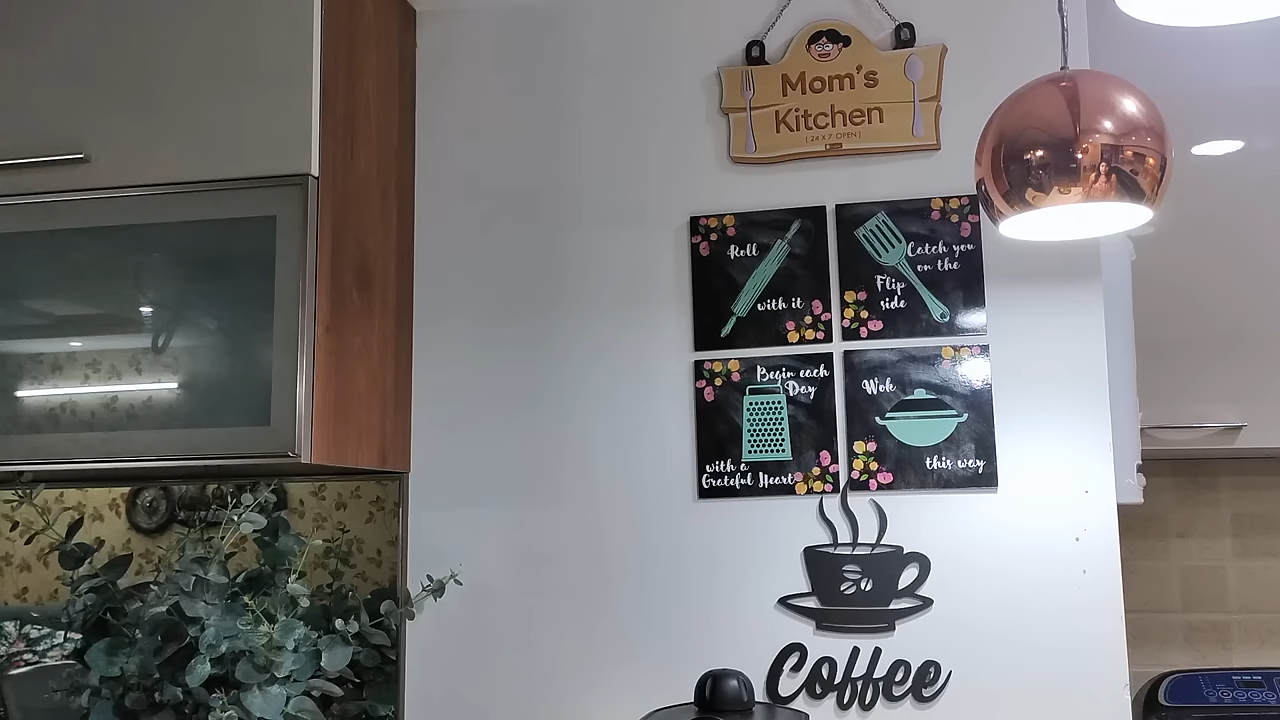 Mom's
Kitchen
( 24 X 7 OPEN )
Roll
with it
Catch you
on the
Flip
side
Begin each
Day
with a
Grateful Heart
Wok
this way
Coffee